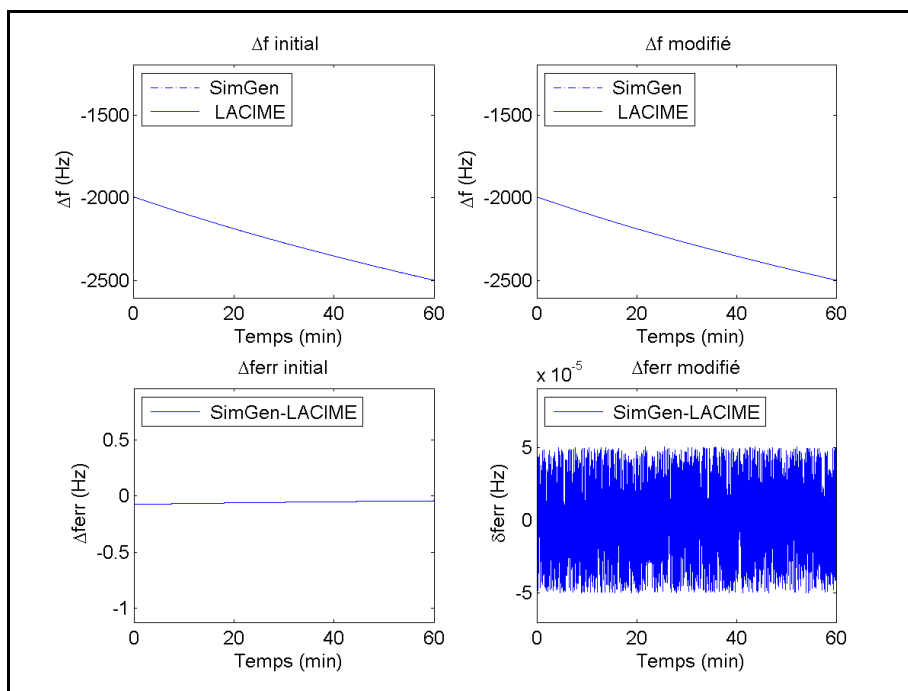 Δf initial
SimGen
LACIME
-1500
-2000
-2500
Δf (Hz)
0 20 40 60
Temps (min)
Δf modifié
SimGen
LACIME
-1500
-2000
-2500
Δf (Hz)
0 20 40 60
Temps (min)
Δferr initial
SimGen-LACIME
0.5
0
-0.5
-1
Δferr (Hz)
0 20 40 60
Temps (min)
Δferr modifié
x 10⁻⁵
SimGen-LACIME
5
0
-5
δferr (Hz)
0 20 40 60
Temps (min)